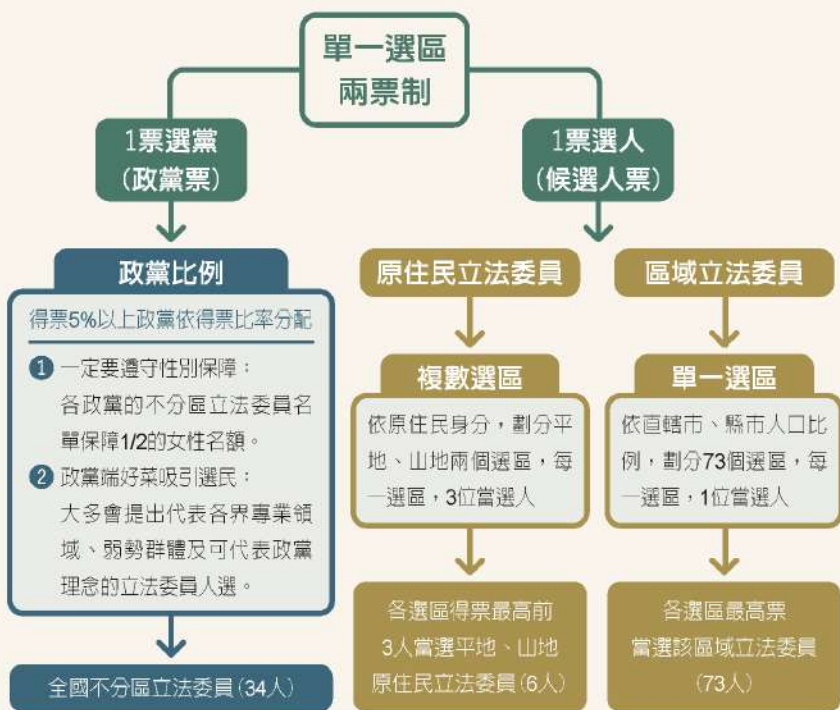 單一選區
兩票制
1票選黨
(政黨票)
1票選人
(候選人票)
政黨比例
得票5%以上政黨依得票比率分配
1 一定要遵守性別保障：
各政黨的不分區立法委員名
單保障1/2的女性名額。
2 政黨端好菜吸引選民：
大多會提出代表各界專業領
域、弱勢群體及可代表政黨
理念的立法委員人選。
全國不分區立法委員(34人)
原住民立法委員
複數選區
依原住民身分，劃分平
地、山地兩個選區，每
一選區，3位當選人
各選區得票最高前
3人當選平地、山地
原住民立法委員(6人)
區域立法委員
單一選區
依直轄市、縣市人口比
例，劃分73個選區，每
一選區，1位當選人
各選區最高票
當選該區域立法委員
(73人)